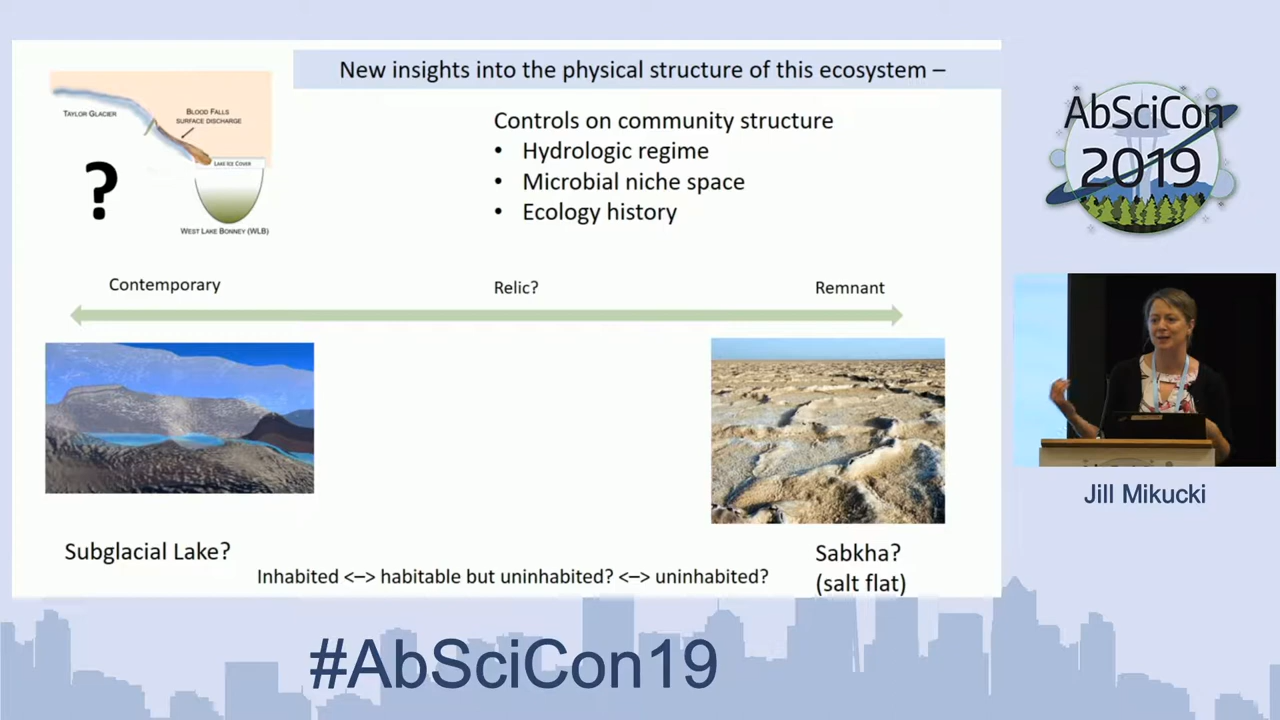 New insights into the physical structure of this ecosystem –
TAYLOR GLACIER
BLOOD FALLS
SURFACE DISCHARGE
LAKE ICE COVER
?
WEST LAKE BONNEY (WLB)
Controls on community structure
• Hydrologic regime
• Microbial niche space
• Ecology history
Contemporary
Relic?
Remnant
Subglacial Lake?
Sabkha?
(salt flat)
Inhabited <–> habitable but uninhabited? <–> uninhabited?
AbSciCon
2019
Jill Mikucki
#AbSciCon19